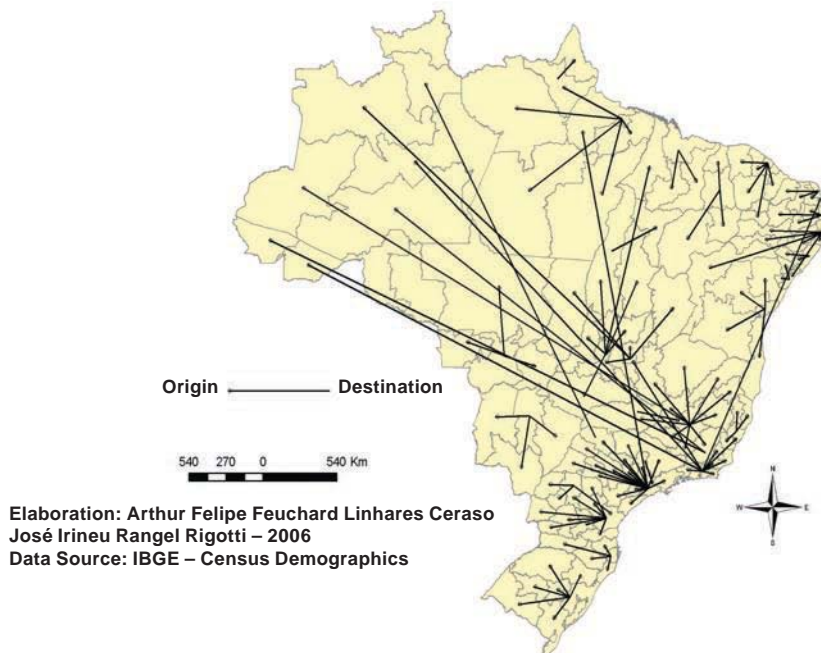 Origin Destination
540 270 0 540 Km
N
W E
S
Elaboration: Arthur Felipe Feuchard Linhares Ceraso
José Irineu Rangel Rigotti – 2006
Data Source: IBGE – Census Demographics